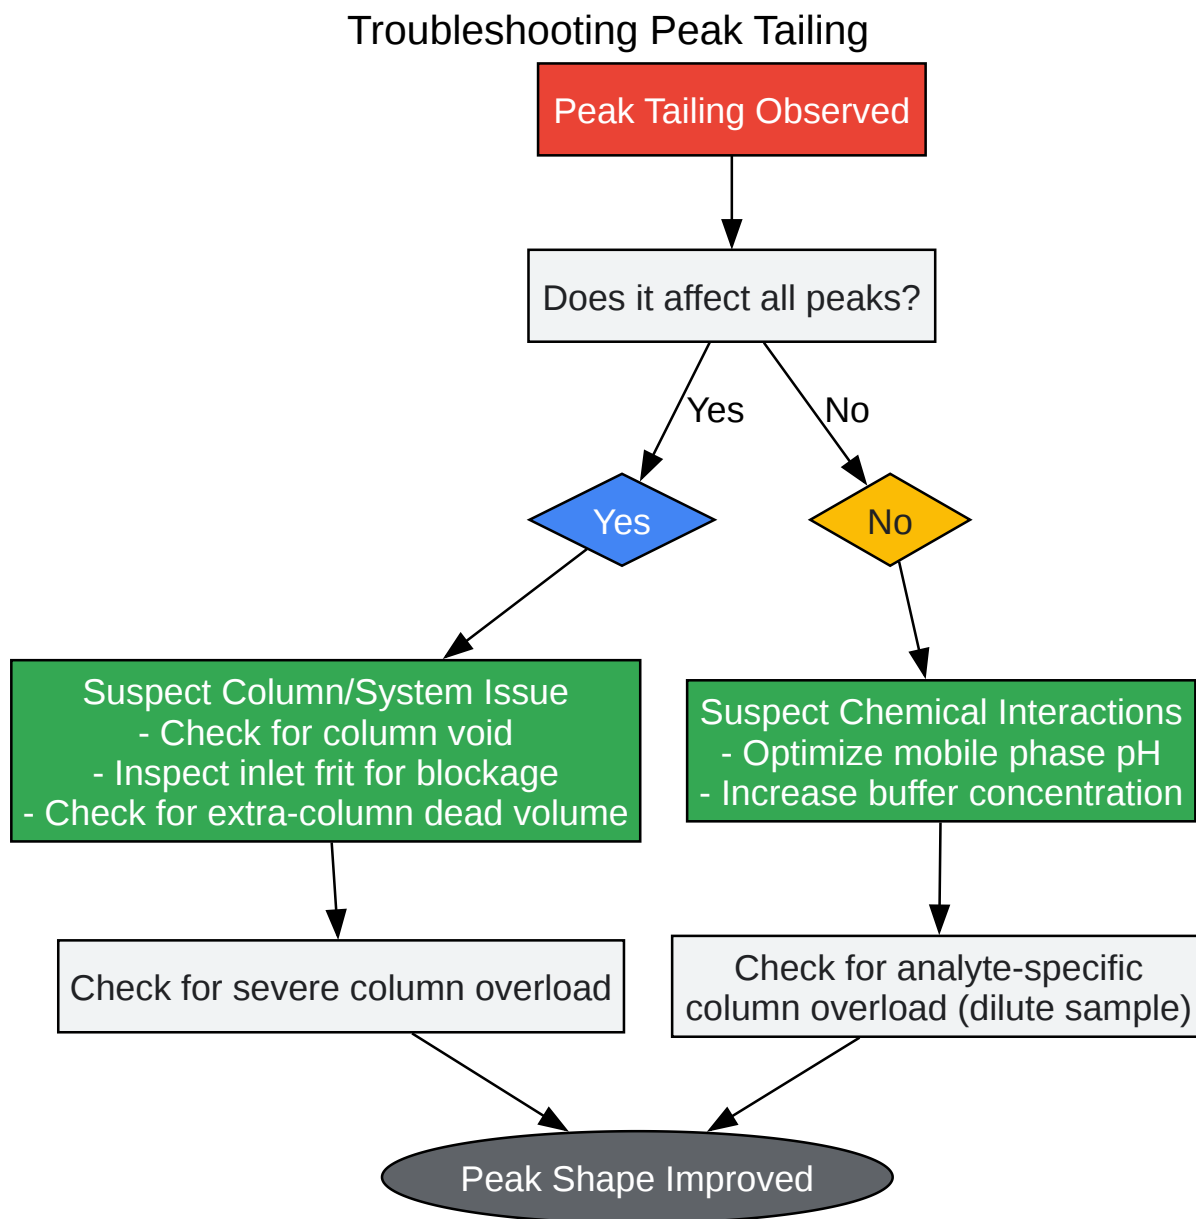 Troubleshooting Peak Tailing
Peak Tailing Observed
Does it affect all peaks?
Yes
No
Yes
No
Suspect Column/System Issue
- Check for column void
- Inspect inlet frit for blockage
- Check for extra-column dead volume
Suspect Chemical Interactions
- Optimize mobile phase pH
- Increase buffer concentration
Check for severe column overload
Check for analyte-specific
column overload (dilute sample)
Peak Shape Improved